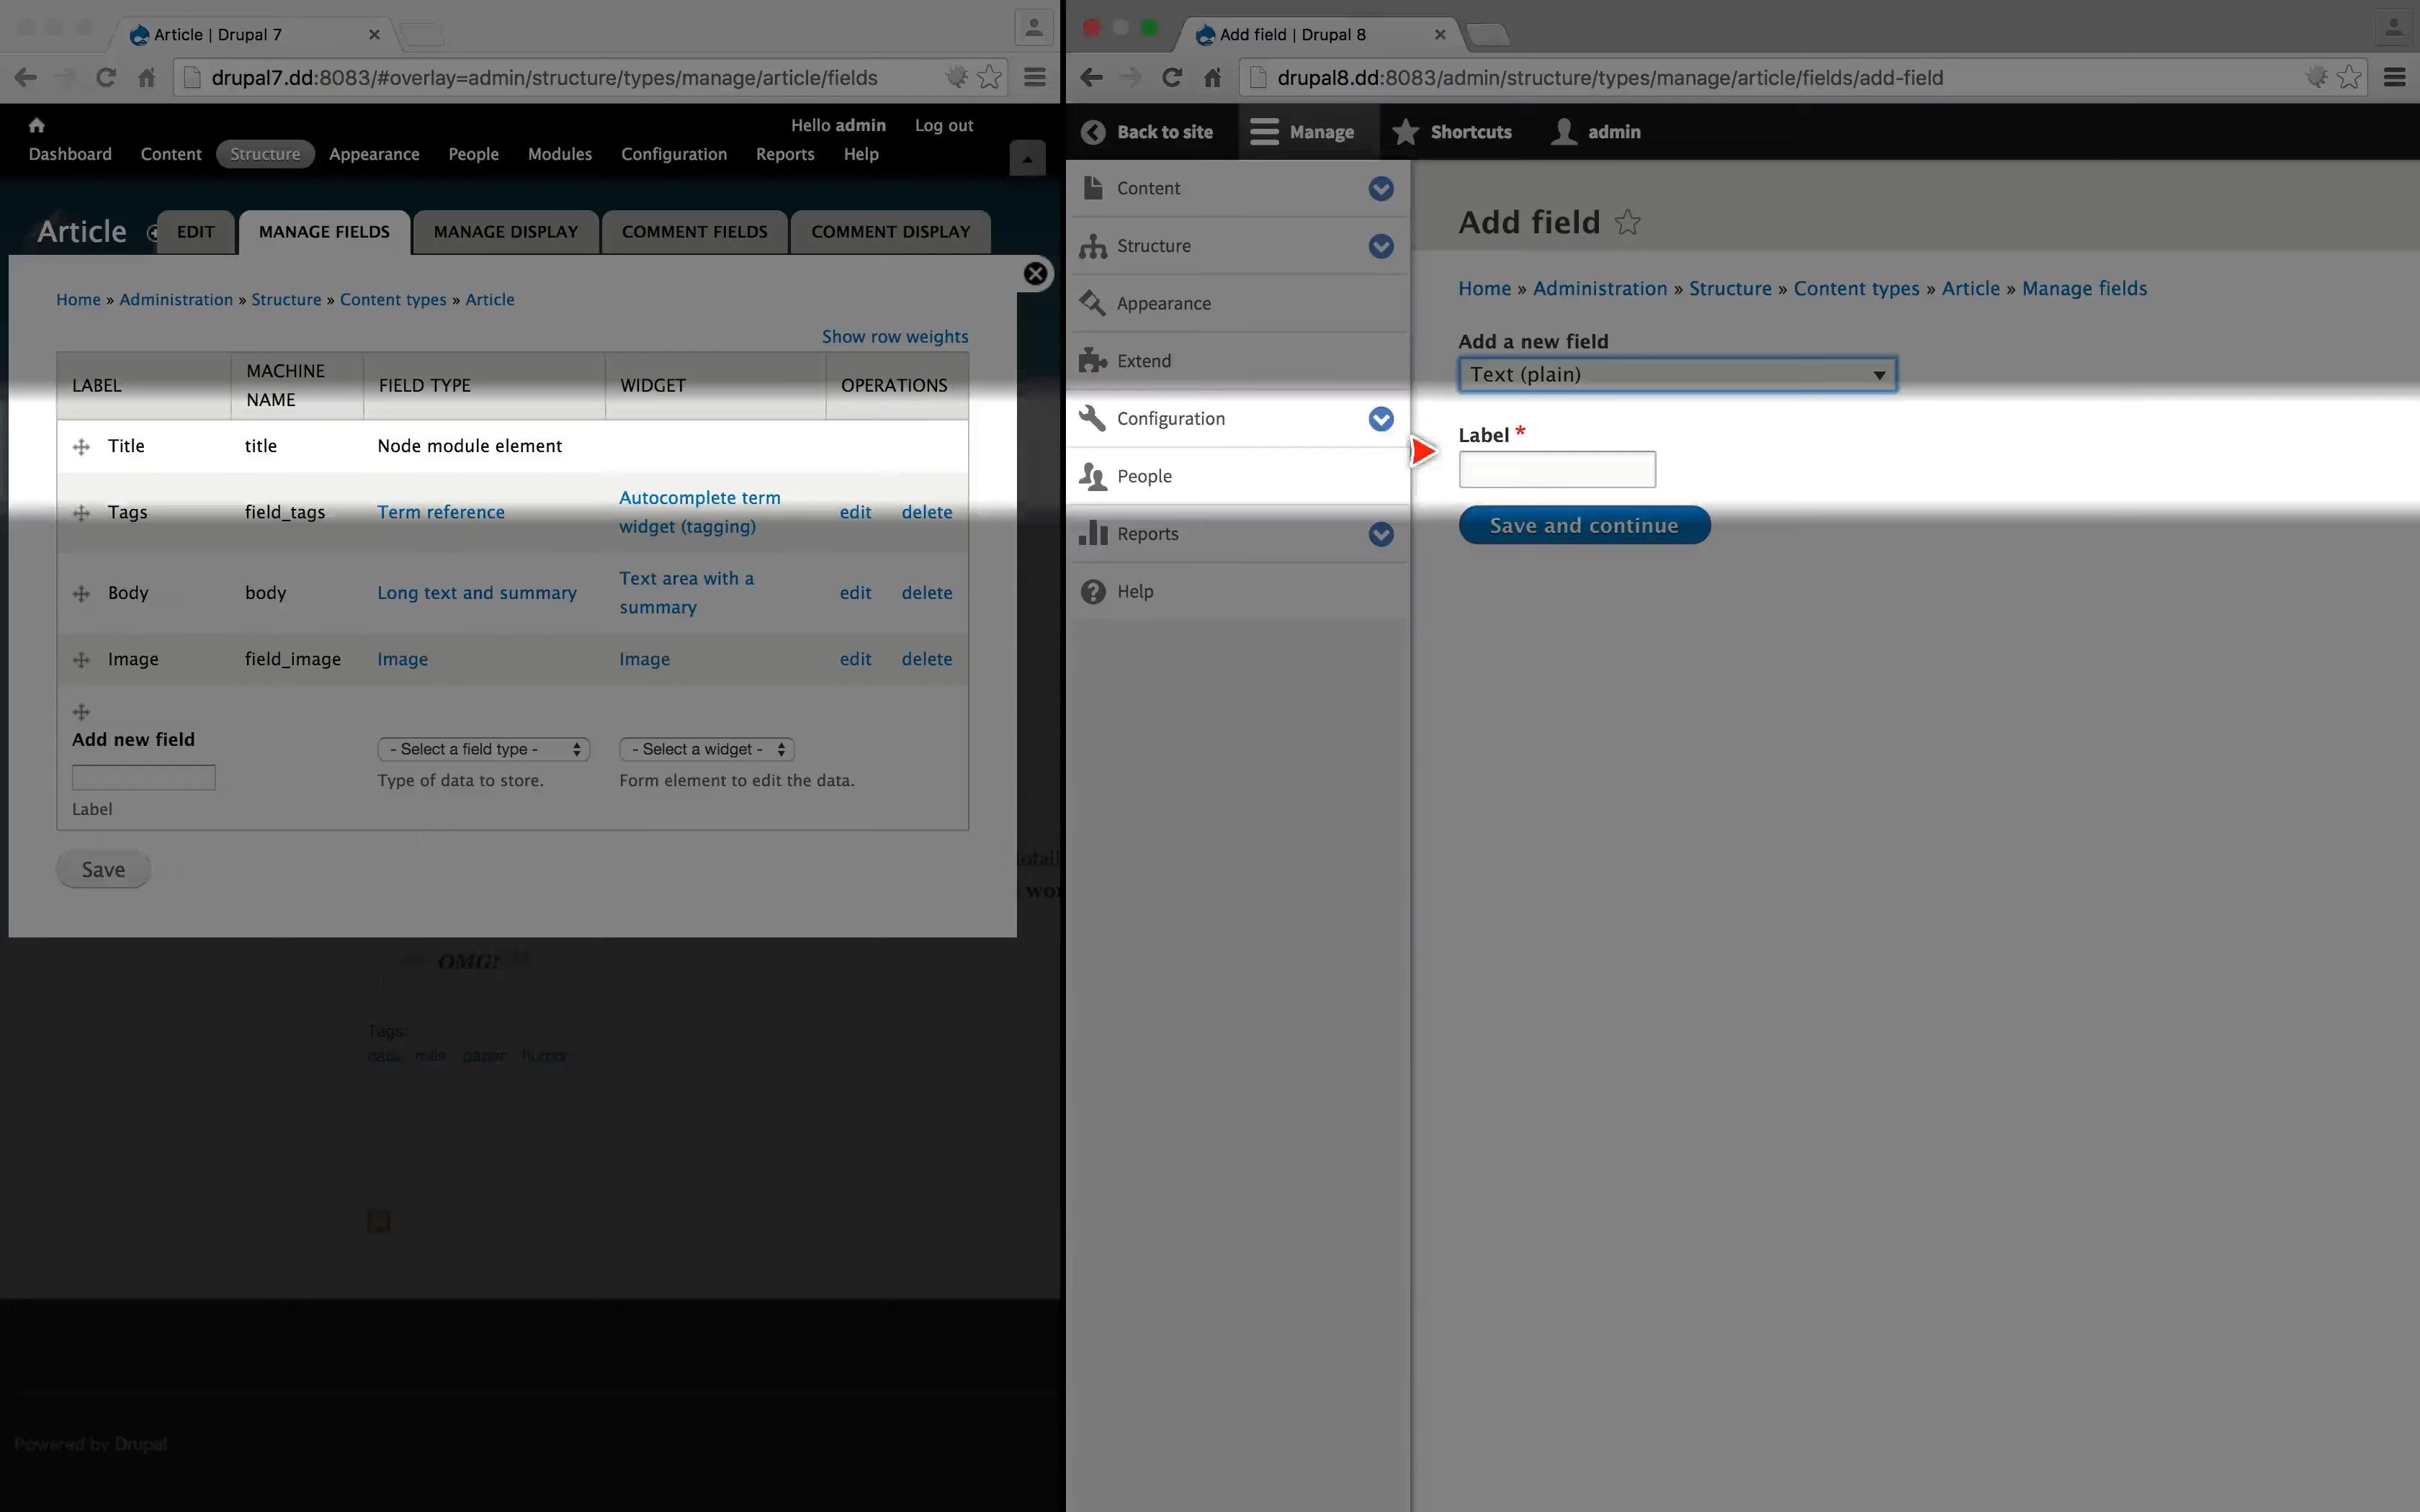 Article | Drupal 7
drupal7.dd:8083/#overlay=admin/structure/types/manage/article/fields
Hello admin Log out
Dashboard Content Structure Appearance People Modules Configuration Reports Help
Article EDIT MANAGE FIELDS MANAGE DISPLAY COMMENT FIELDS COMMENT DISPLAY
Home » Administration » Structure » Content types » Article
Show row weights
LABEL MACHINE NAME FIELD TYPE WIDGET OPERATIONS
Title title Node module element
Tags field_tags Term reference Autocomplete term widget (tagging) edit delete
Body body Long text and summary Text area with a summary edit delete
Image field_image Image Image edit delete
Add new field
- Select a field type - - Select a widget -
Type of data to store. Form element to edit the data.
Label
Save
OMG!
Tags:
paper
Powered by Drupal
Add field | Drupal 8
drupal8.dd:8083/admin/structure/types/manage/article/fields/add-field
Back to site Manage Shortcuts admin
Content
Structure
Appearance
Extend
Configuration
People
Reports
Help
Add field
Home » Administration » Structure » Content types » Article » Manage fields
Add a new field
Text (plain)
Label *
Save and continue